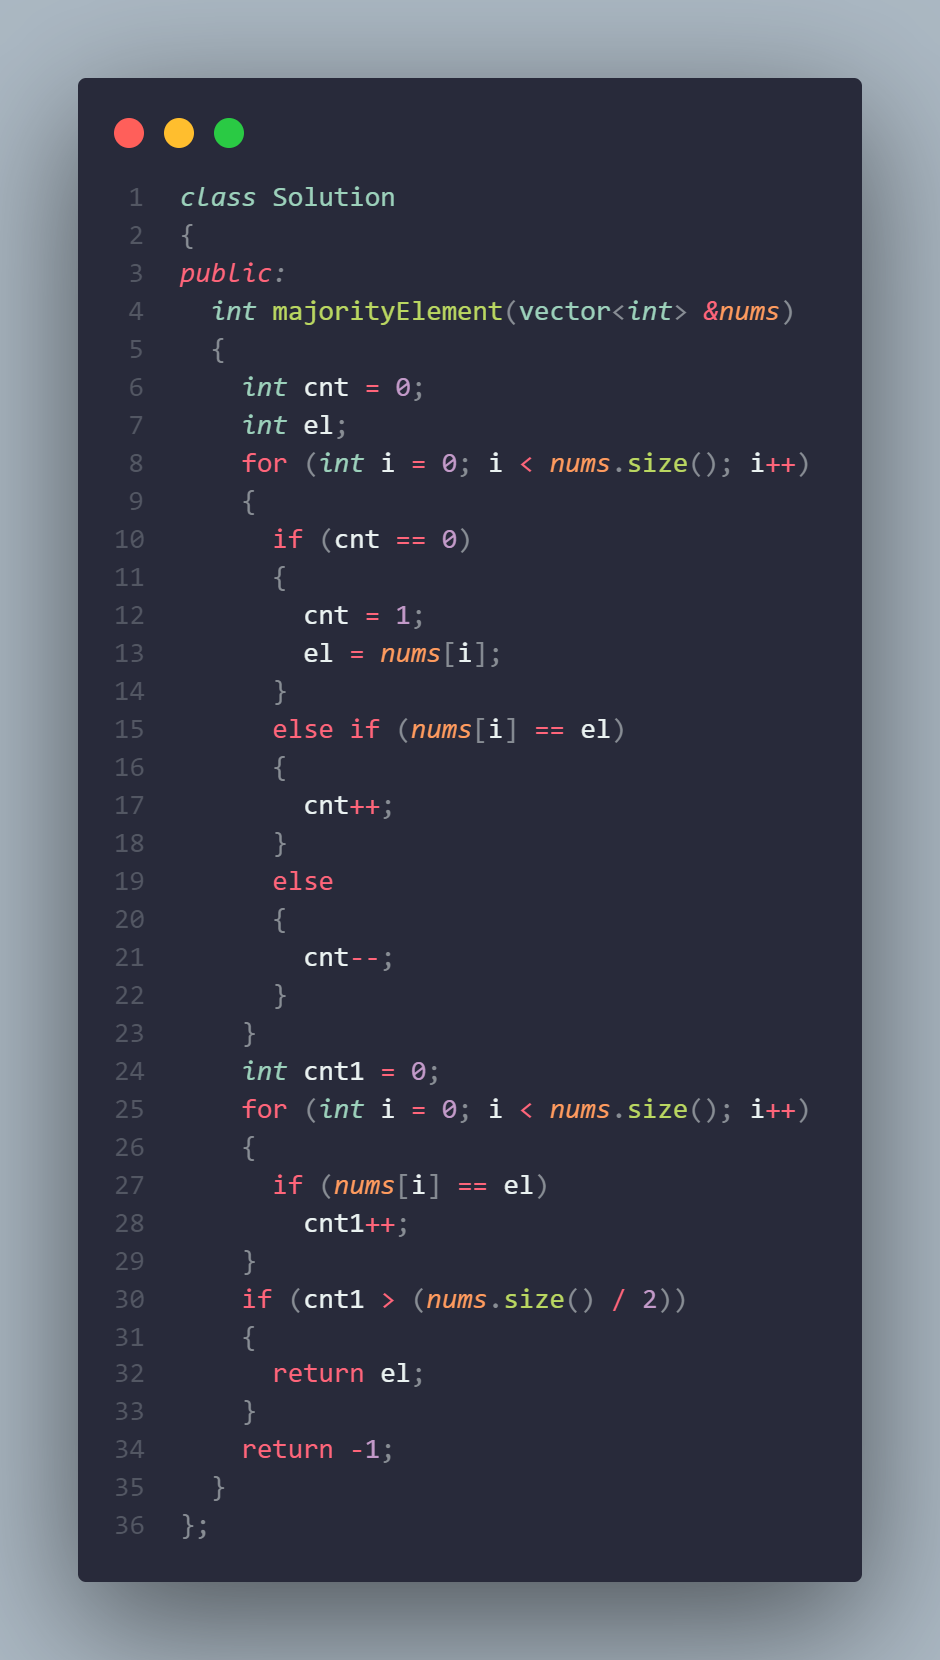 1 class Solution
2 {
3 public:
4   int majorityElement(vector<int> &nums)
5   {
6     int cnt = 0;
7     int el;
8     for (int i = 0; i < nums.size(); i++)
9     {
10       if (cnt == 0)
11       {
12         cnt = 1;
13         el = nums[i];
14       }
15       else if (nums[i] == el)
16       {
17         cnt++;
18       }
19       else
20       {
21         cnt--;
22       }
23     }
24     int cnt1 = 0;
25     for (int i = 0; i < nums.size(); i++)
26     {
27       if (nums[i] == el)
28         cnt1++;
29     }
30     if (cnt1 > (nums.size() / 2))
31     {
32       return el;
33     }
34     return -1;
35   }
36 };